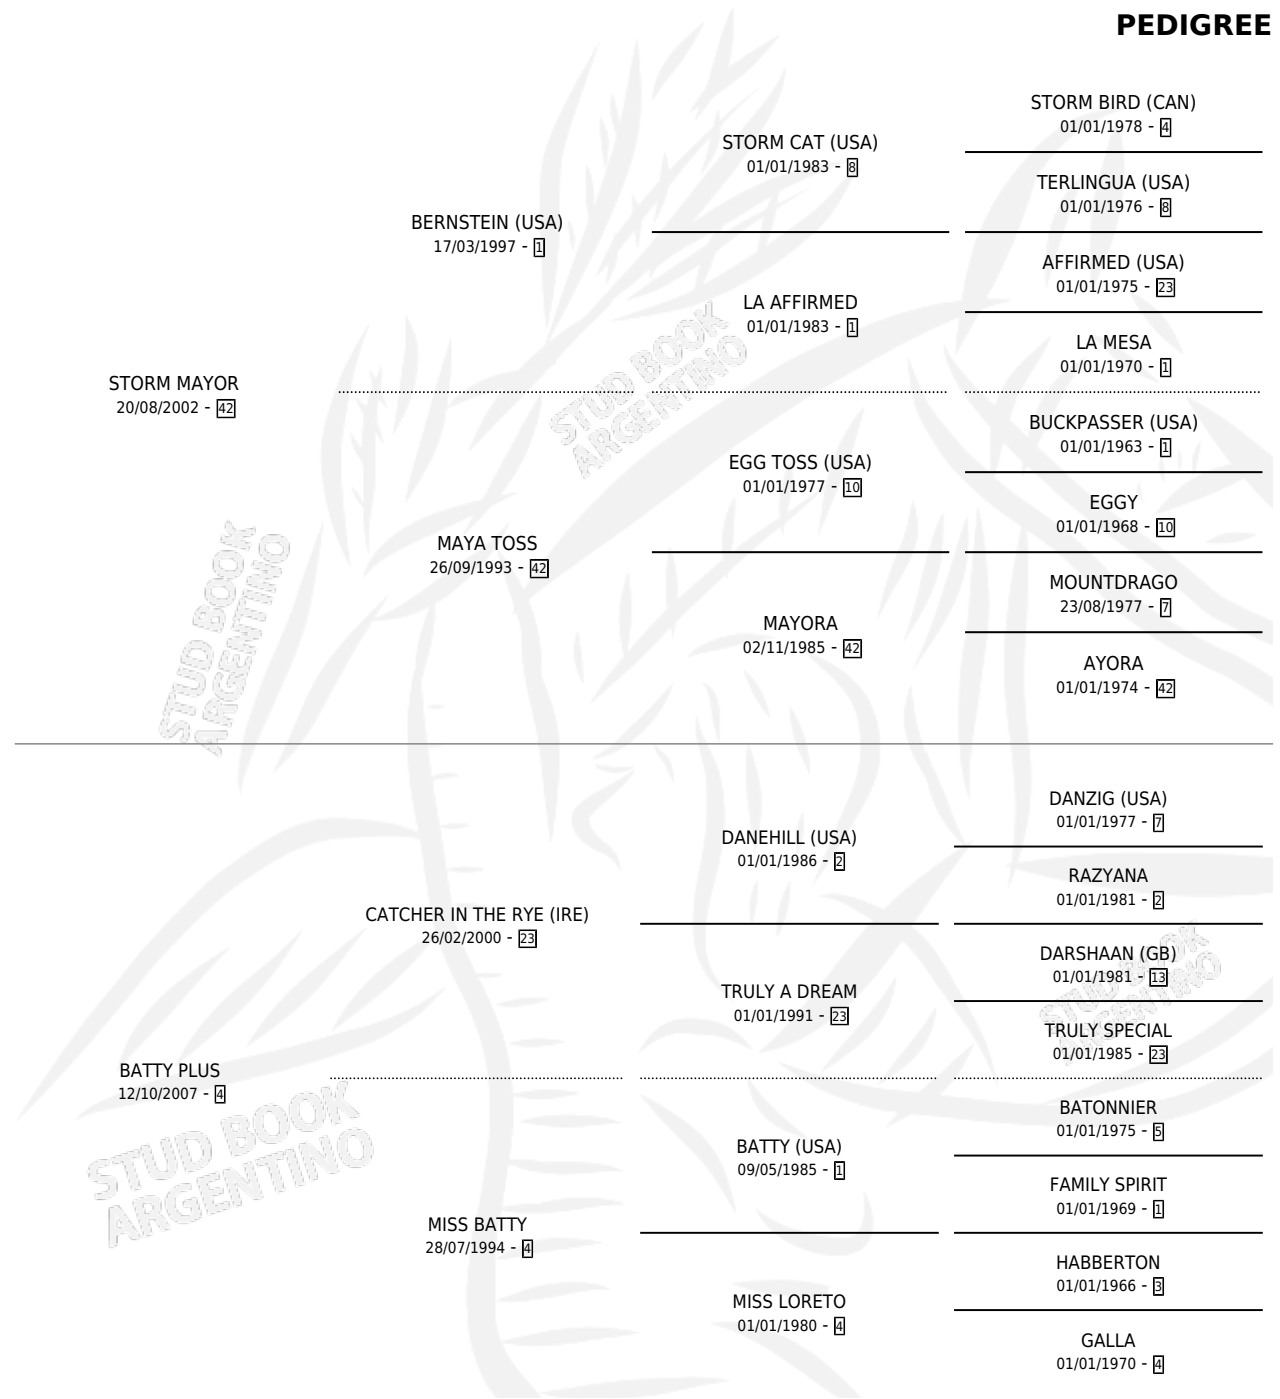 PEDIGREE
STORM BIRD (CAN)
01/01/1978 - 4
STORM CAT (USA)
01/01/1983 - 8
TERLINGUA (USA)
01/01/1976 - 8
BERNSTEIN (USA)
17/03/1997 - 1
AFFIRMED (USA)
01/01/1975 - 23
LA AFFIRMED
01/01/1983 - 1
LA MESA
01/01/1970 - 1
STORM MAYOR
20/08/2002 - 42
BUCKPASSER (USA)
01/01/1963 - 1
EGG TOSS (USA)
01/01/1977 - 10
EGGY
01/01/1968 - 10
MAYA TOSS
26/09/1993 - 42
MOUNTDRAGO
23/08/1977 - 7
MAYORA
02/11/1985 - 42
AYORA
01/01/1974 - 42
DANZIG (USA)
01/01/1977 - 7
DANEHILL (USA)
01/01/1986 - 2
RAZYANA
01/01/1981 - 2
CATCHER IN THE RYE (IRE)
26/02/2000 - 23
DARSHAAN (GB)
01/01/1981 - 13
TRULY A DREAM
01/01/1991 - 23
TRULY SPECIAL
01/01/1985 - 23
BATTY PLUS
12/10/2007 - 4
BATONNIER
01/01/1975 - 5
BATTY (USA)
09/05/1985 - 1
FAMILY SPIRIT
01/01/1969 - 1
MISS BATTY
28/07/1994 - 4
HABBERTON
01/01/1966 - 3
MISS LORETO
01/01/1980 - 4
GALLA
01/01/1970 - 4
STUD BOOK
ARGENTINO
STUD BOOK
ARGENTINO
STUD BOOK
ARGENTINO
STUD BOOK
ARGENTINO